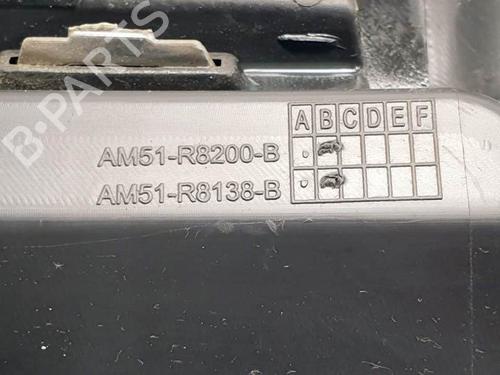 B-PARTS
A B C D E F
AM51-R8200-B
AM51-R8138-B